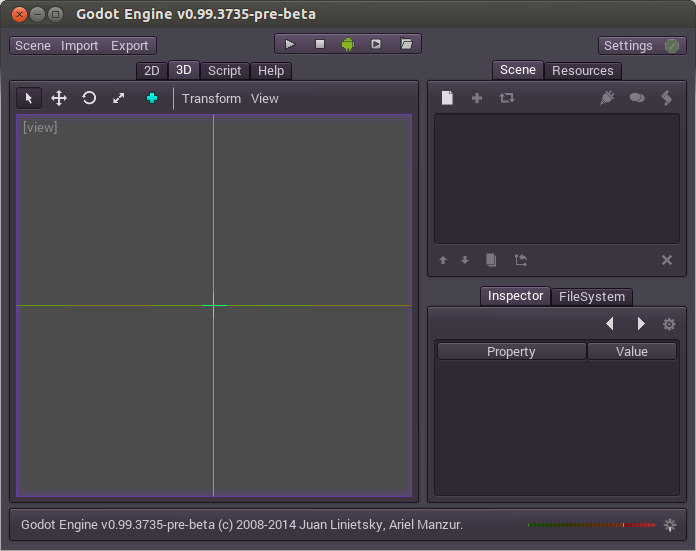 Godot Engine v0.99.3735-pre-beta
Scene Import Export
Settings
2D 3D Script Help
Scene Resources
Transform View
[view]
Inspector FileSystem
Property Value
Godot Engine v0.99.3735-pre-beta (c) 2008-2014 Juan Linietsky, Ariel Manzur.